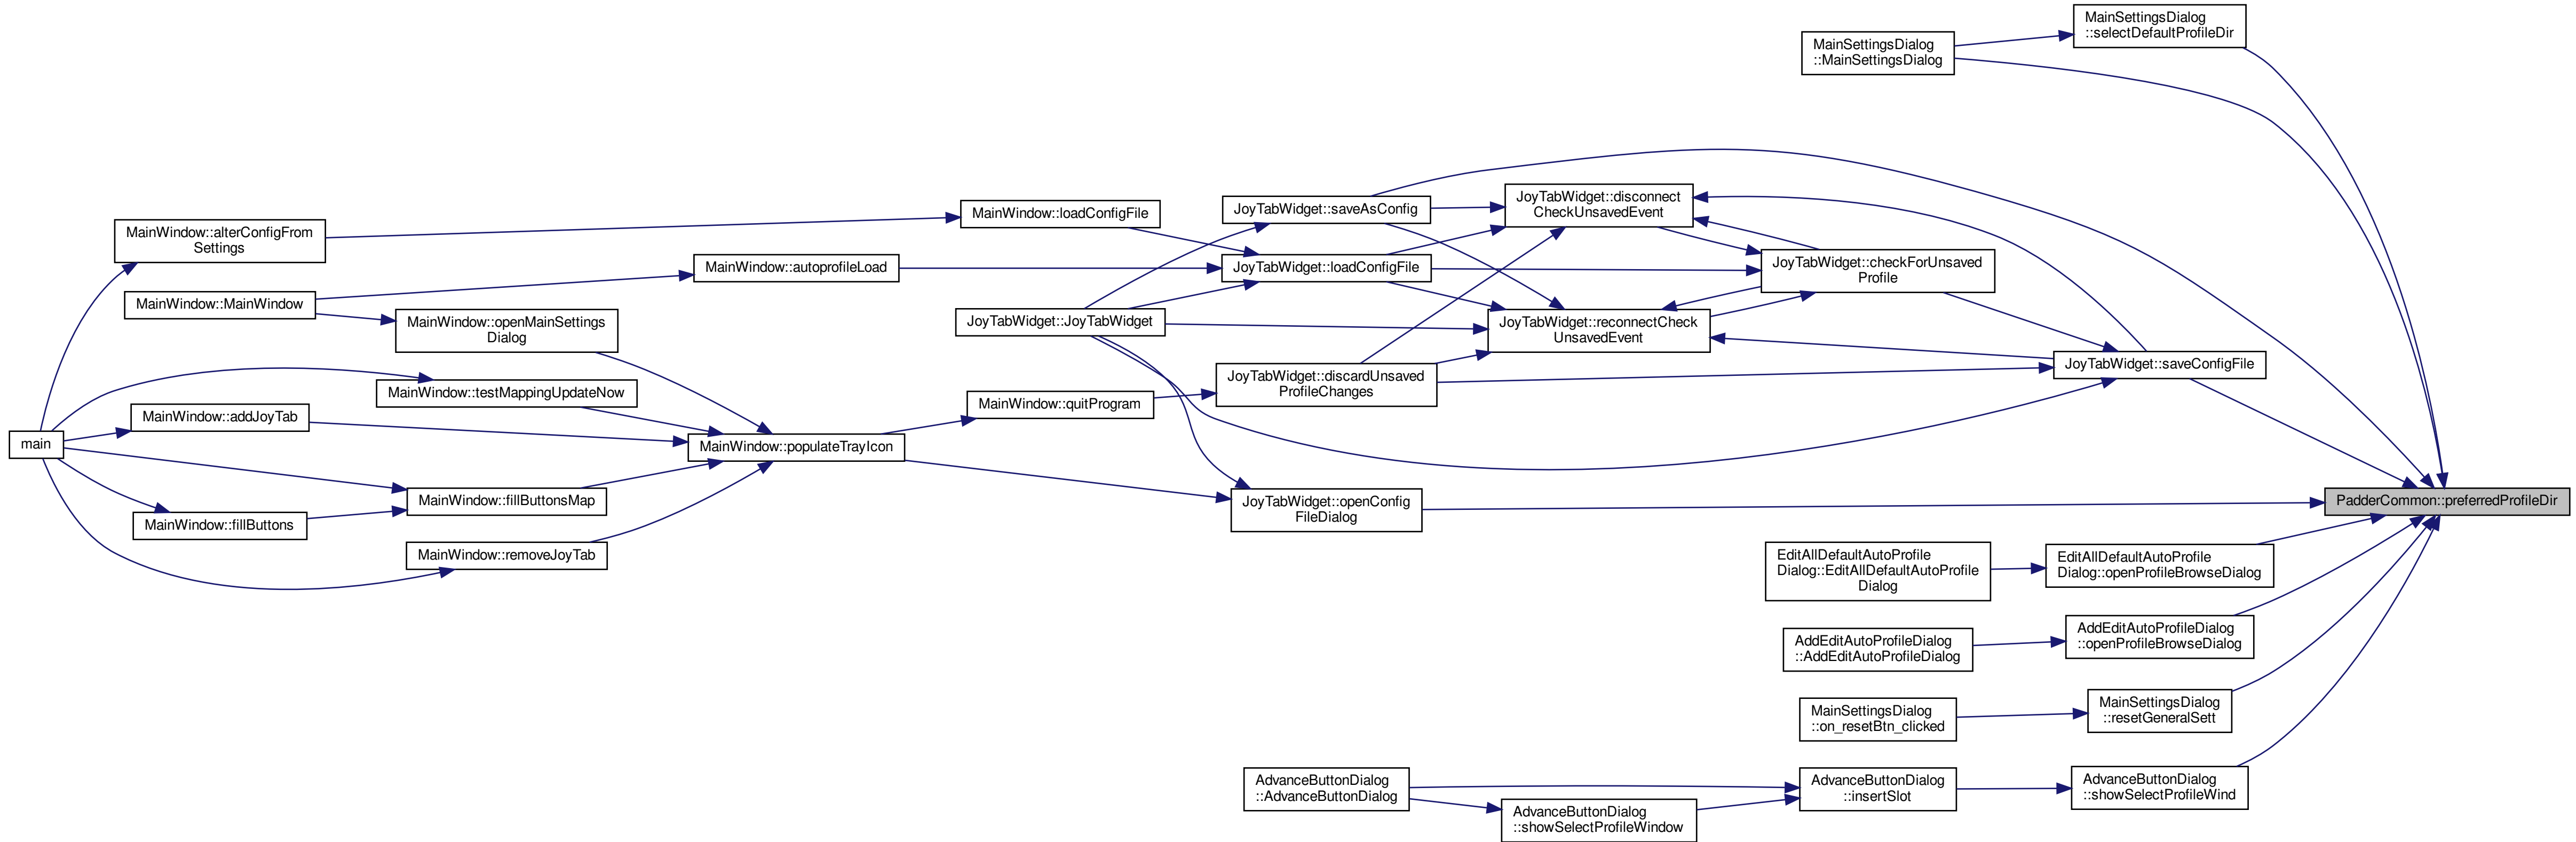 MainSettingsDialog
::selectDefaultProfileDir
MainSettingsDialog
::MainSettingsDialog
JoyTabWidget::disconnect
CheckUnsavedEvent
JoyTabWidget::saveAsConfig
MainWindow::loadConfigFile
MainWindow::alterConfigFrom
Settings
JoyTabWidget::checkForUnsaved
Profile
JoyTabWidget::loadConfigFile
MainWindow::autoprofileLoad
MainWindow::MainWindow
MainWindow::openMainSettings
Dialog
JoyTabWidget::JoyTabWidget
JoyTabWidget::reconnectCheck
UnsavedEvent
JoyTabWidget::saveConfigFile
JoyTabWidget::discardUnsaved
ProfileChanges
MainWindow::testMappingUpdateNow
MainWindow::quitProgram
MainWindow::addJoyTab
main
MainWindow::populateTrayIcon
MainWindow::fillButtonsMap
PadderCommon::preferredProfileDir
JoyTabWidget::openConfig
FileDialog
MainWindow::fillButtons
MainWindow::removeJoyTab
EditAllDefaultAutoProfile
Dialog::EditAllDefaultAutoProfile
Dialog
EditAllDefaultAutoProfile
Dialog::openProfileBrowseDialog
AddEditAutoProfileDialog
::AddEditAutoProfileDialog
AddEditAutoProfileDialog
::openProfileBrowseDialog
MainSettingsDialog
::on_resetBtn_clicked
MainSettingsDialog
::resetGeneralSett
AdvanceButtonDialog
::AdvanceButtonDialog
AdvanceButtonDialog
::insertSlot
AdvanceButtonDialog
::showSelectProfileWind
AdvanceButtonDialog
::showSelectProfileWindow